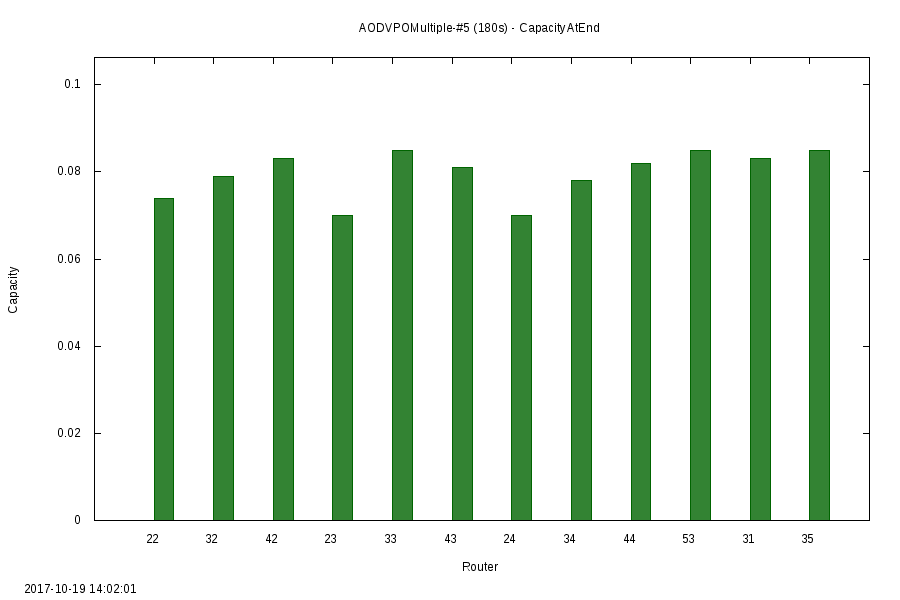 AODVPOMultiple-#5 (180s) - CapacityAtEnd
0.1
0.08
0.06
0.04
0.02
0
Capacity
22 32 42 23 33 43 24 34 44 53 31 35
Router
2017-10-19 14:02:01